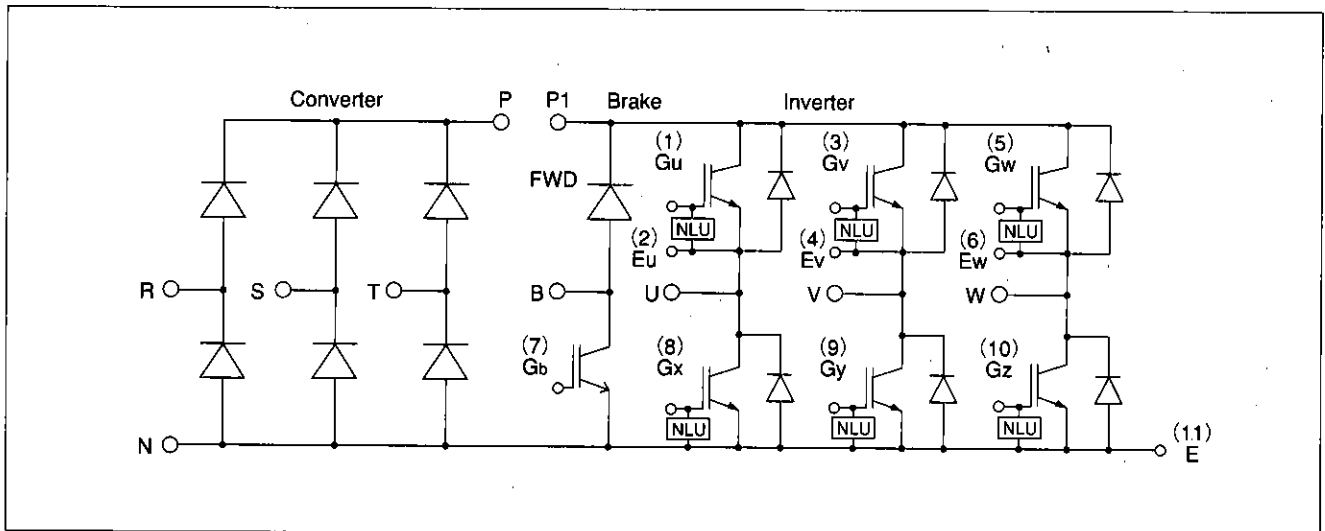 Converter P P1 Brake Inverter
(1) (3) (5)
Gu Gv Gw
FWD
NLU NLU NLU
(2) (4) (6)
Eu Ev Ew
R S T B U V W
(7) (8) (9) (10)
Gb Gx Gy Gz
NLU NLU NLU
N
(11)
E